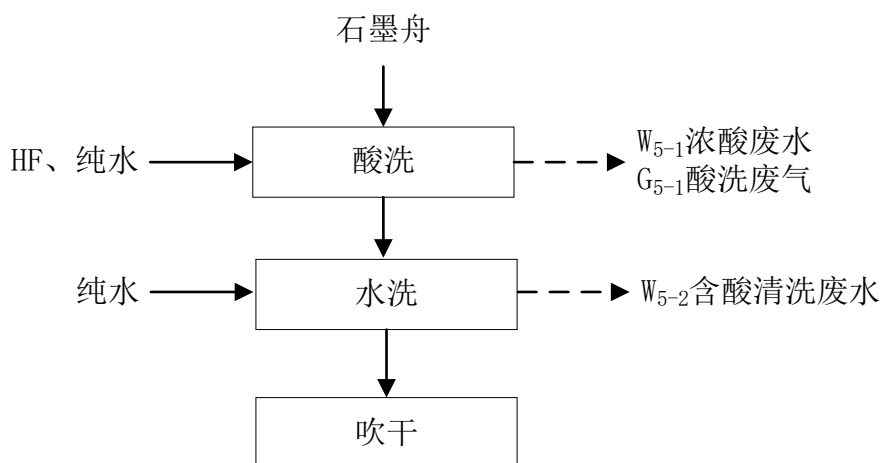 石墨舟
HF、纯水
酸洗
W5-1浓酸废水
G5-1酸洗废气
纯水
水洗
W5-2含酸清洗废水
吹干